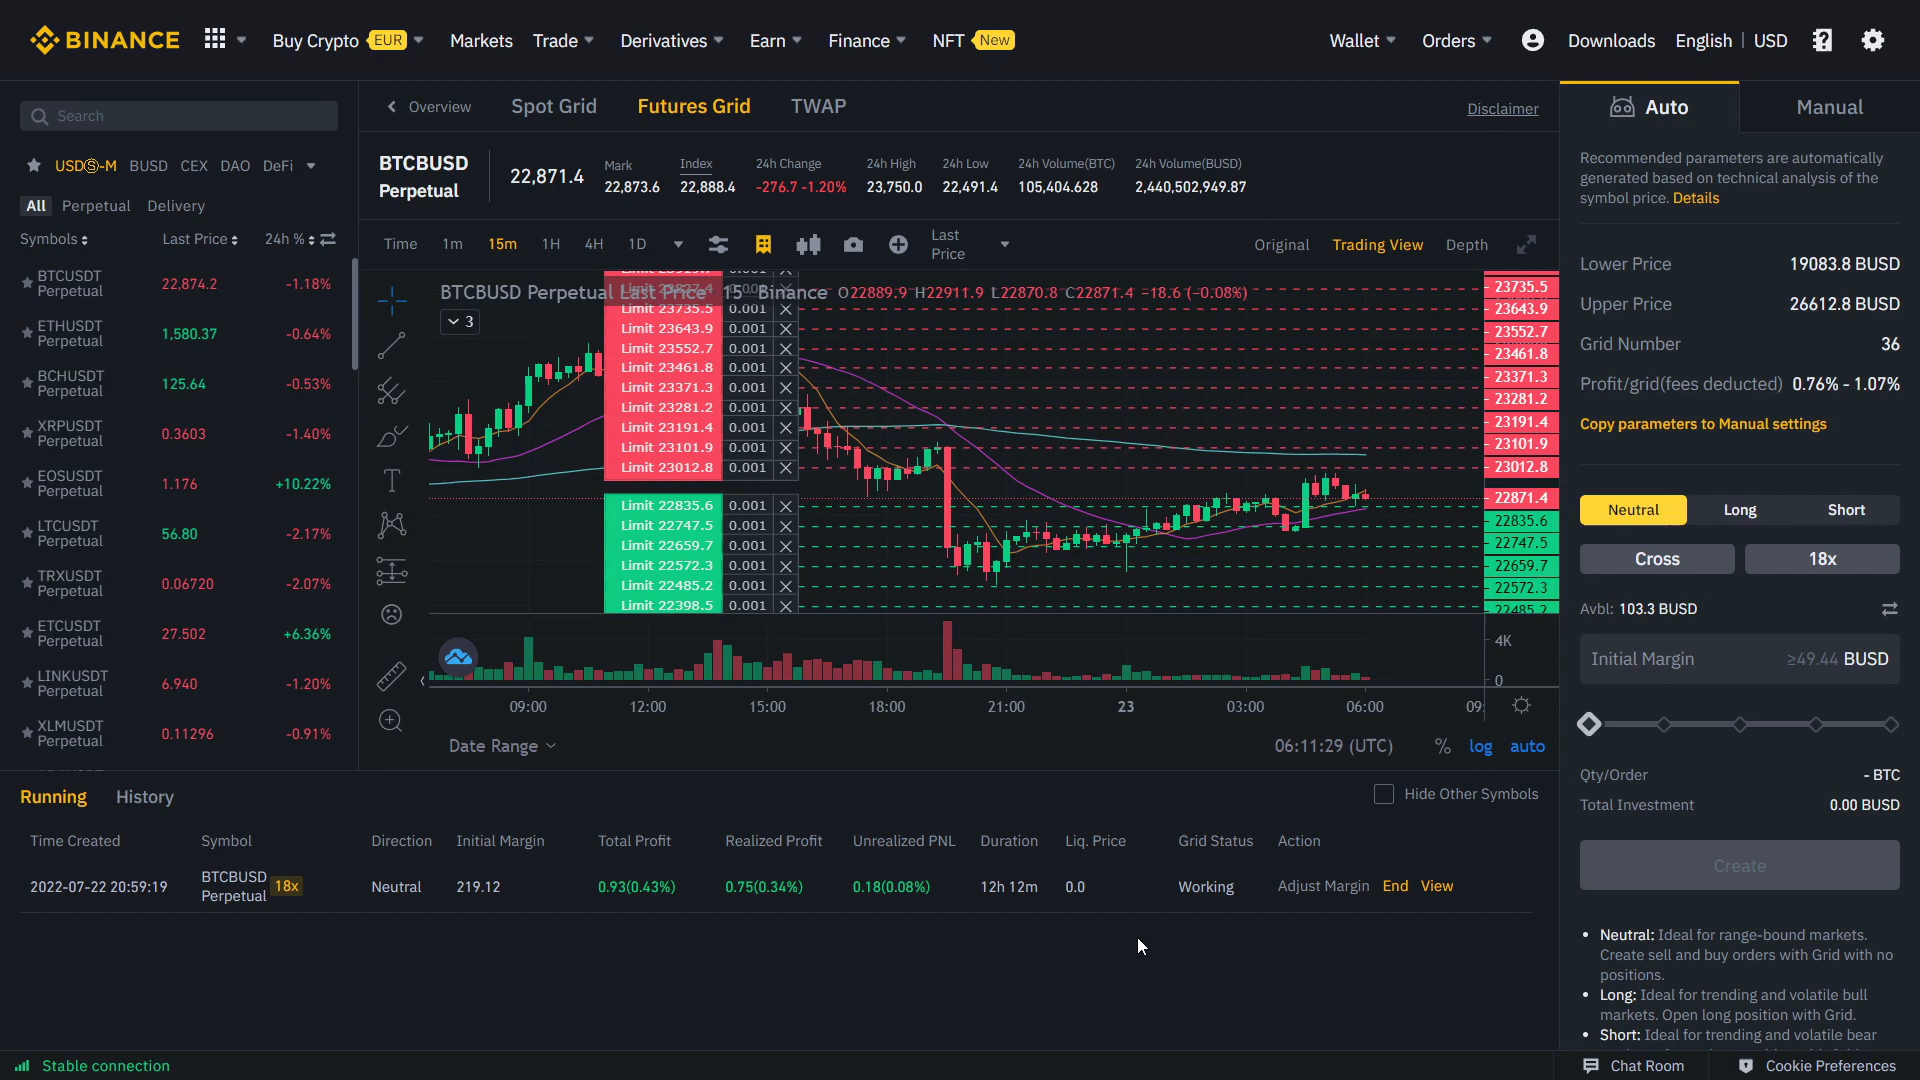 BINANCE
Buy Crypto EUR Markets Trade Derivatives Earn Finance NFT New
Wallet Orders Downloads English | USD
Search
USDⓈ-M BUSD CEX DAO DeFi
All Perpetual Delivery
Symbols Last Price 24h %
BTCUSDT Perpetual 22,874.2 -1.18%
ETHUSDT Perpetual 1,580.37 -0.64%
BCHUSDT Perpetual 125.64 -0.53%
XRPUSDT Perpetual 0.3603 -1.40%
EOSUSDT Perpetual 1.176 +10.22%
LTCUSDT Perpetual 56.80 -2.17%
TRXUSDT Perpetual 0.06720 -2.07%
ETCUSDT Perpetual 27.502 +6.36%
LINKUSDT Perpetual 6.940 -1.20%
XLMUSDT Perpetual 0.11296 -0.91%
Overview Spot Grid Futures Grid TWAP Disclaimer
BTCBUSD
Perpetual
22,871.4
Mark
22,873.6
Index
22,888.4
24h Change
-276.7 -1.20%
24h High
23,750.0
24h Low
22,491.4
24h Volume(BTC)
105,404.628
24h Volume(BUSD)
2,440,502,949.87
Time 1m 15m 1H 4H 1D
Last
Price
Original Trading View Depth
BTCBUSD Perpetual Last Price 15 Binance O22889.9 H22911.9 L22870.8 C22871.4 −18.6 (−0.08%)
3
Limit 23735.5 0.001
Limit 23643.9 0.001
Limit 23552.7 0.001
Limit 23461.8 0.001
Limit 23371.3 0.001
Limit 23281.2 0.001
Limit 23191.4 0.001
Limit 23101.9 0.001
Limit 23012.8 0.001
Limit 22835.6 0.001
Limit 22747.5 0.001
Limit 22659.7 0.001
Limit 22572.3 0.001
Limit 22485.2 0.001
Limit 22398.5 0.001
23735.5
23643.9
23552.7
23461.8
23371.3
23281.2
23191.4
23101.9
23012.8
22871.4
22835.6
22747.5
22659.7
22572.3
22485.2
4K
0
09:00 12:00 15:00 18:00 21:00 23 03:00 06:00 09:
Date Range 06:11:29 (UTC) % log auto
Auto Manual
Recommended parameters are automatically
generated based on technical analysis of the
symbol price. Details
Lower Price 19083.8 BUSD
Upper Price 26612.8 BUSD
Grid Number 36
Profit/grid(fees deducted) 0.76% - 1.07%
Copy parameters to Manual settings
Neutral Long Short
Cross 18x
Avbl: 103.3 BUSD
Initial Margin ≥49.44 BUSD
Qty/Order - BTC
Total Investment 0.00 BUSD
Create
• Neutral: Ideal for range-bound markets.
Create sell and buy orders with Grid with no
positions.
• Long: Ideal for trending and volatile bull
markets. Open long position with Grid.
• Short: Ideal for trending and volatile bear
Running History Hide Other Symbols
Time Created Symbol Direction Initial Margin Total Profit Realized Profit Unrealized PNL Duration Liq. Price Grid Status Action
2022-07-22 20:59:19 BTCBUSD Perpetual 18x Neutral 219.12 0.93(0.43%) 0.75(0.34%) 0.18(0.08%) 12h 12m 0.0 Working Adjust Margin End View
Stable connection Chat Room Cookie Preferences